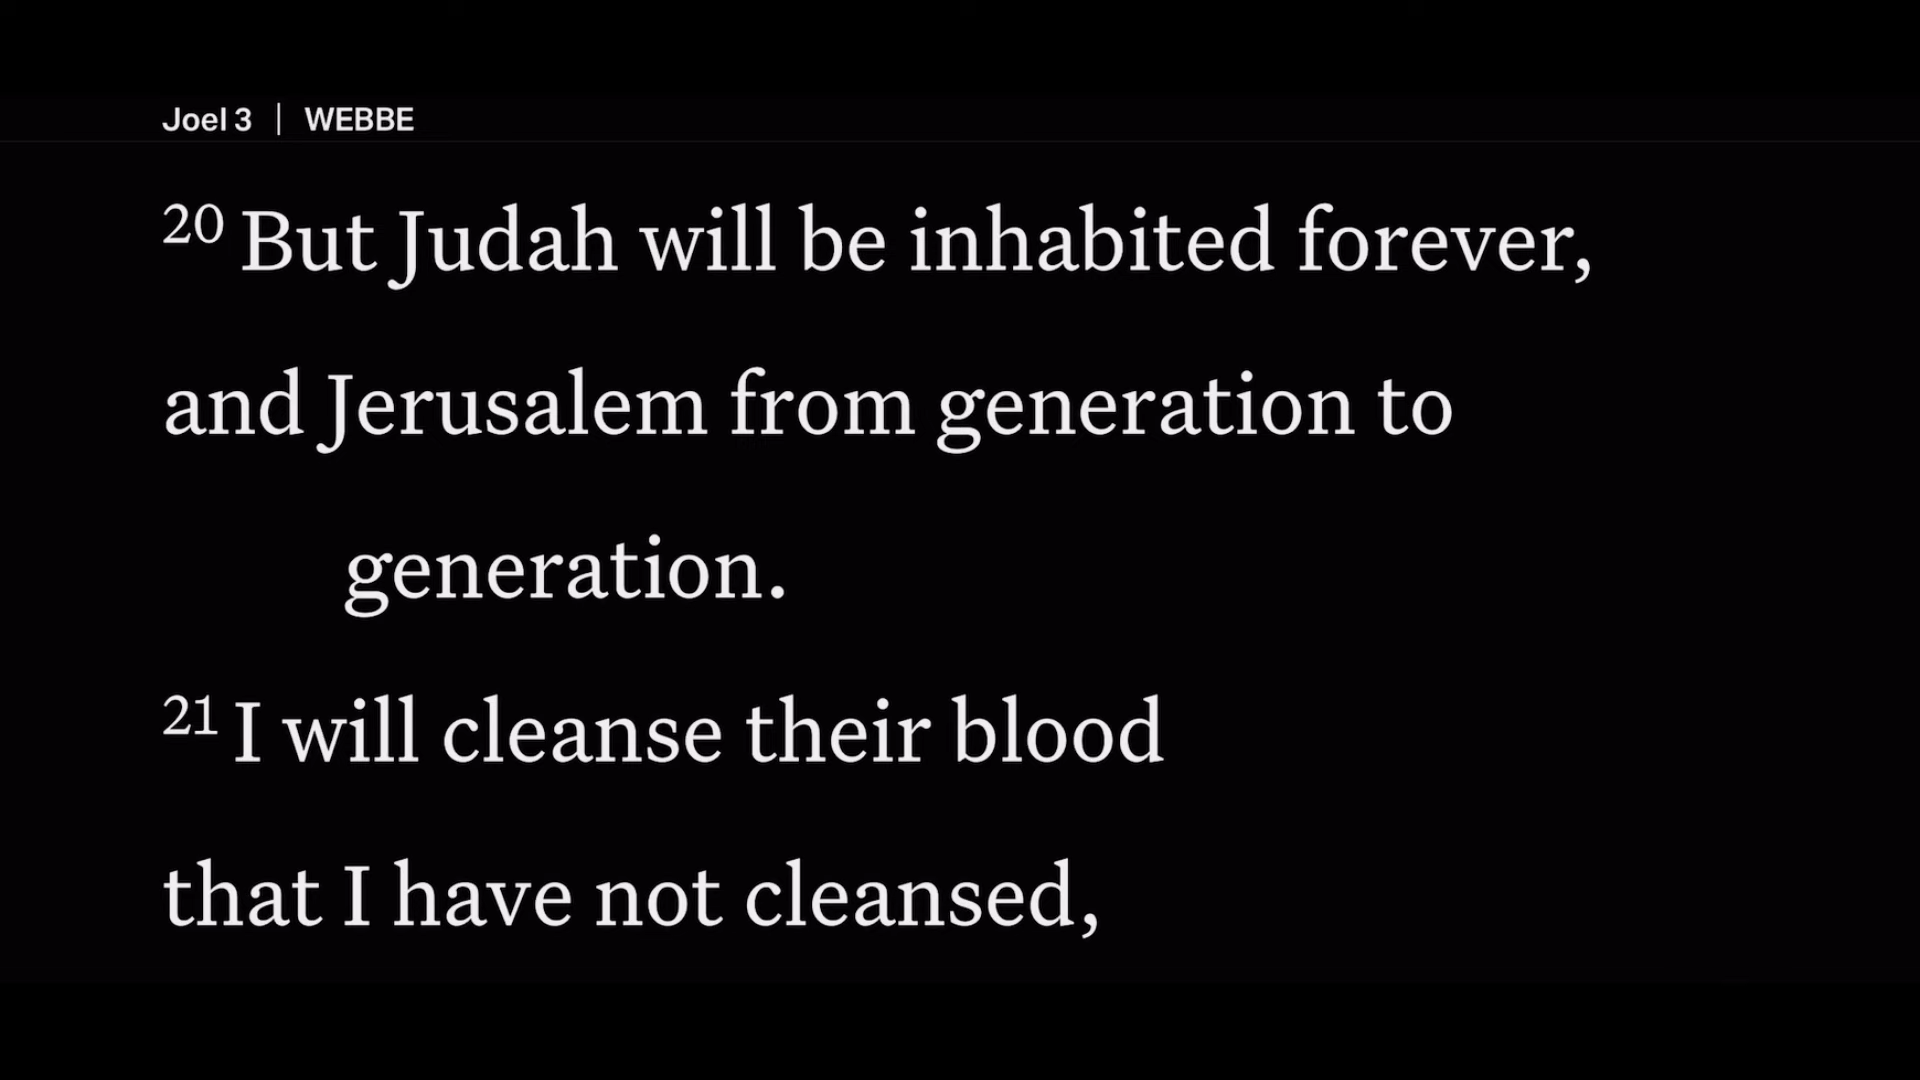 Joel 3 | WEBBE
20 But Judah will be inhabited forever,
and Jerusalem from generation to
generation.
21 I will cleanse their blood
that I have not cleansed,